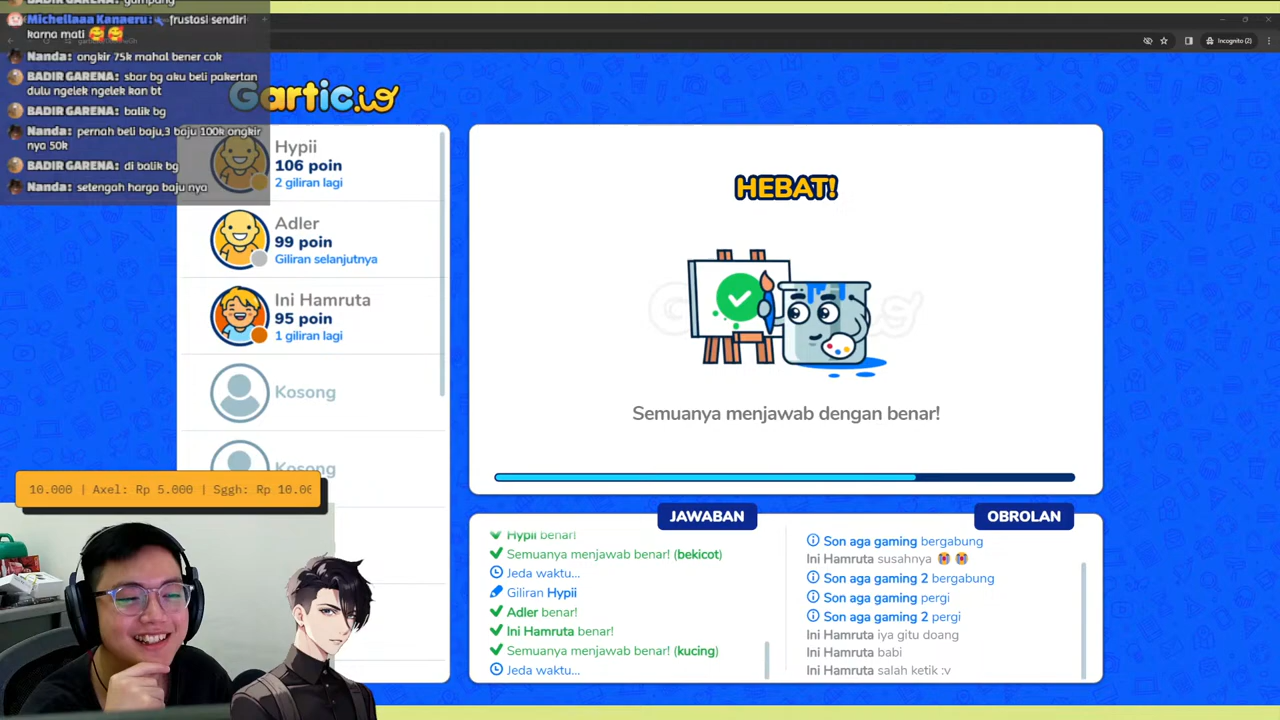 BADIR GARENA: gampang
Michellaaa Kanaeru: frustasi sendiri
karna mati 🥰 🥰
Nanda: ongkir 75k mahal bener cok
BADIR GARENA: sbar bg aku beli pakertan
dulu ngelek ngelek kan bt
BADIR GARENA: balik bg
Nanda: pernah beli baju,3 baju 100k ongkir
nya 50k
BADIR GARENA: di balik bg
Nanda: setengah harga baju nya
Incognito (2)
Gartic.io
Hypii
106 poin
2 giliran lagi
Adler
99 poin
Giliran selanjutnya
Ini Hamruta
95 poin
1 giliran lagi
Kosong
Kosong
HEBAT!
Semuanya menjawab dengan benar!
10.000 | Axel: Rp 5.000 | Sggh: Rp 10.00
JAWABAN
Hypii benar!
Semuanya menjawab benar! (bekicot)
Jeda waktu...
Giliran Hypii
Adler benar!
Ini Hamruta benar!
Semuanya menjawab benar! (kucing)
Jeda waktu...
OBROLAN
Son aga gaming bergabung
Ini Hamruta susahnya 😭 😭
Son aga gaming 2 bergabung
Son aga gaming pergi
Son aga gaming 2 pergi
Ini Hamruta iya gitu doang
Ini Hamruta babi
Ini Hamruta salah ketik :v